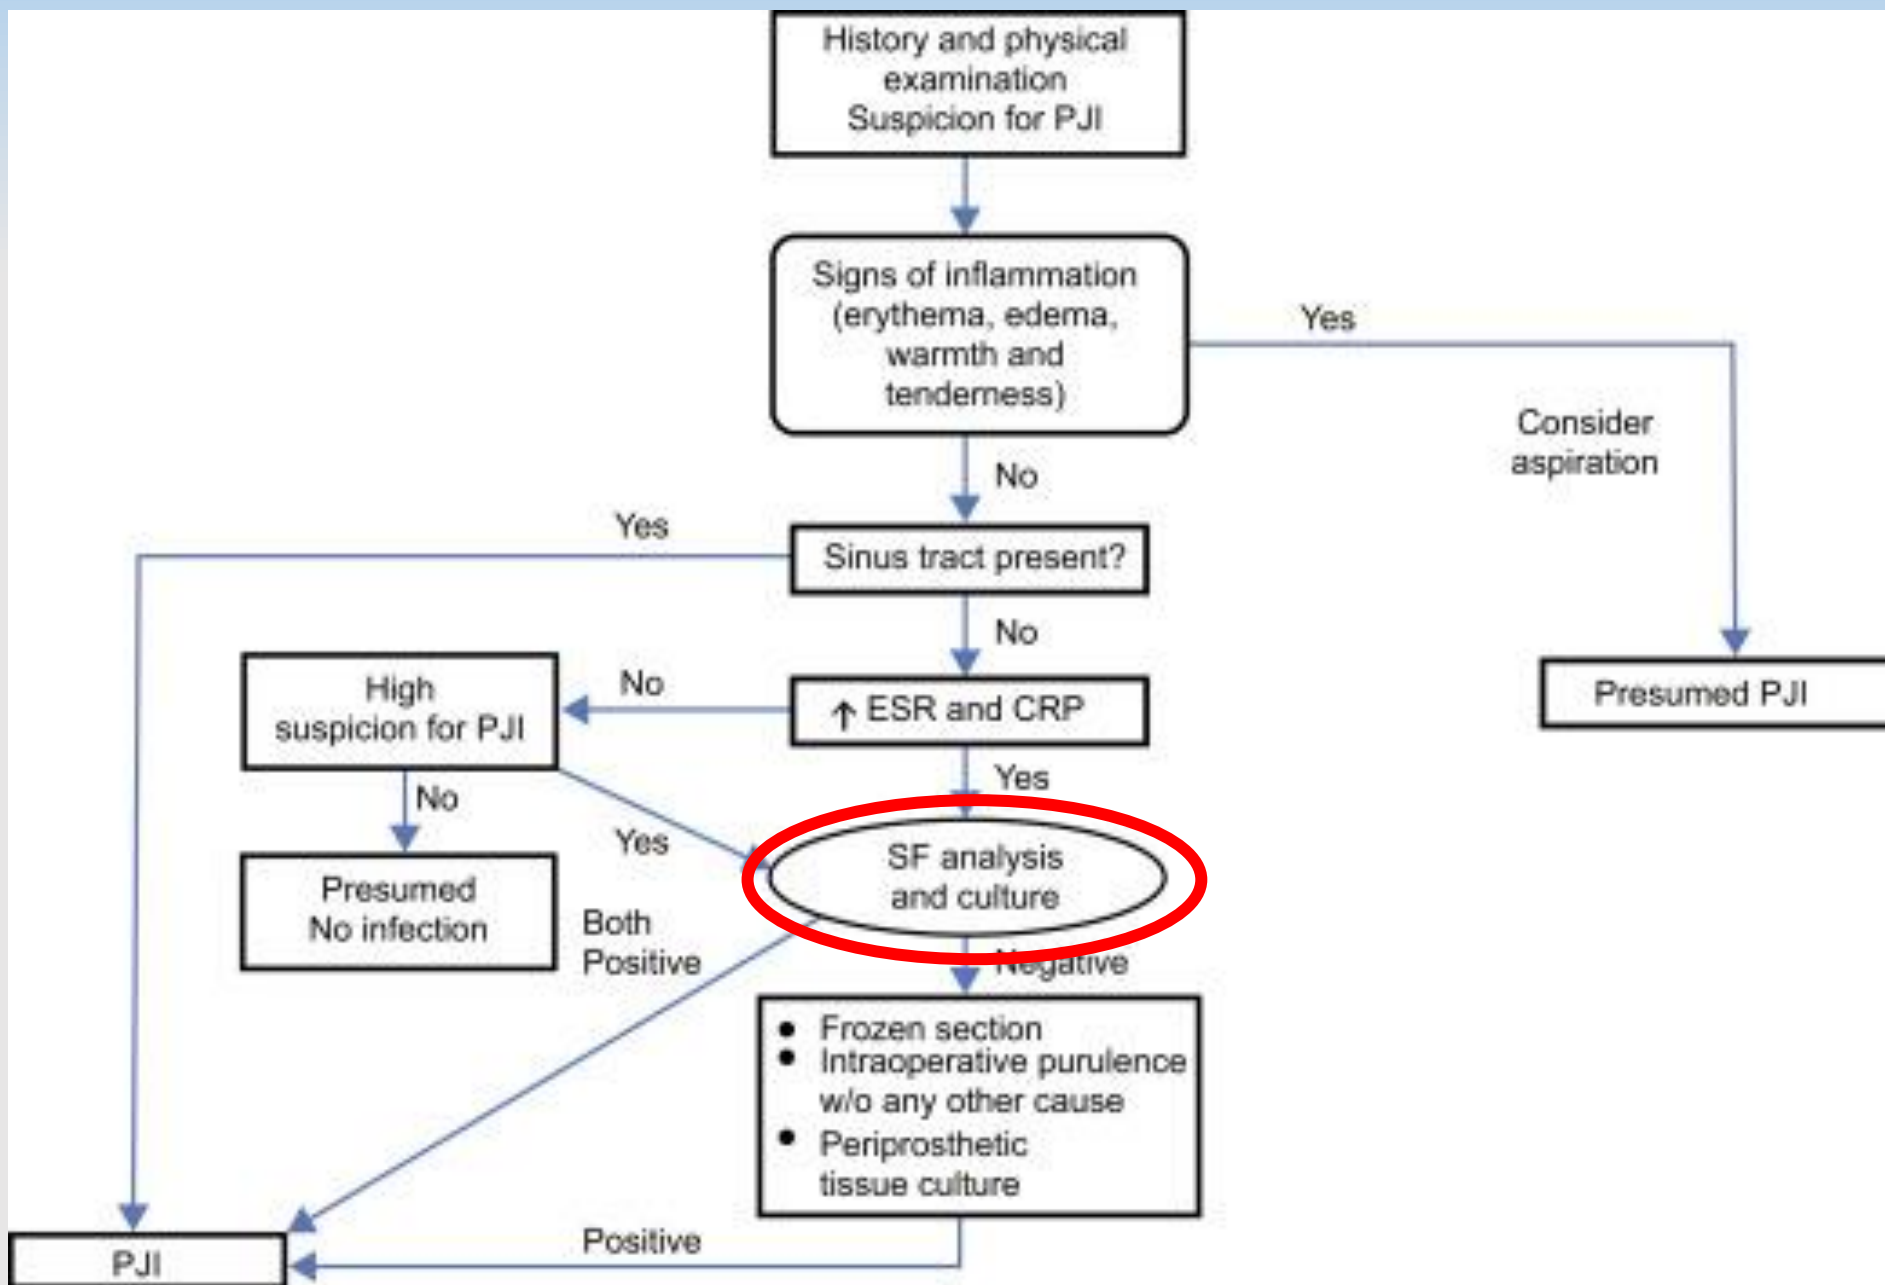 History and physical
examination
Suspicion for PJI
Signs of inflammation
(erythema, edema,
warmth and
tenderness)
Yes
Consider
aspiration
No
Yes
Sinus tract present?
No
High
suspicion for PJI
No
↑ ESR and CRP
Presumed PJI
Yes
No
Yes
SF analysis
and culture
Presumed
No infection
Both
Positive
Negative
• Frozen section
• Intraoperative purulence
w/o any other cause
• Periprosthetic
tissue culture
Positive
PJI